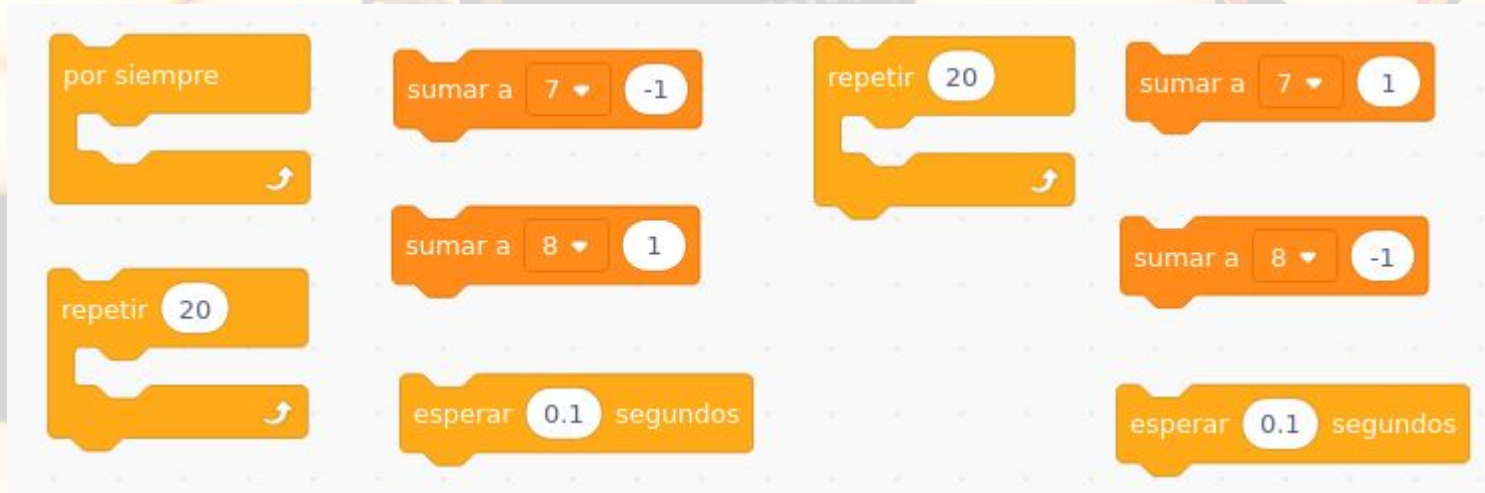 por siempre
repetir 20
sumar a 7 -1
sumar a 8 1
esperar 0.1 segundos
repetir 20
sumar a 7 1
sumar a 8 -1
esperar 0.1 segundos